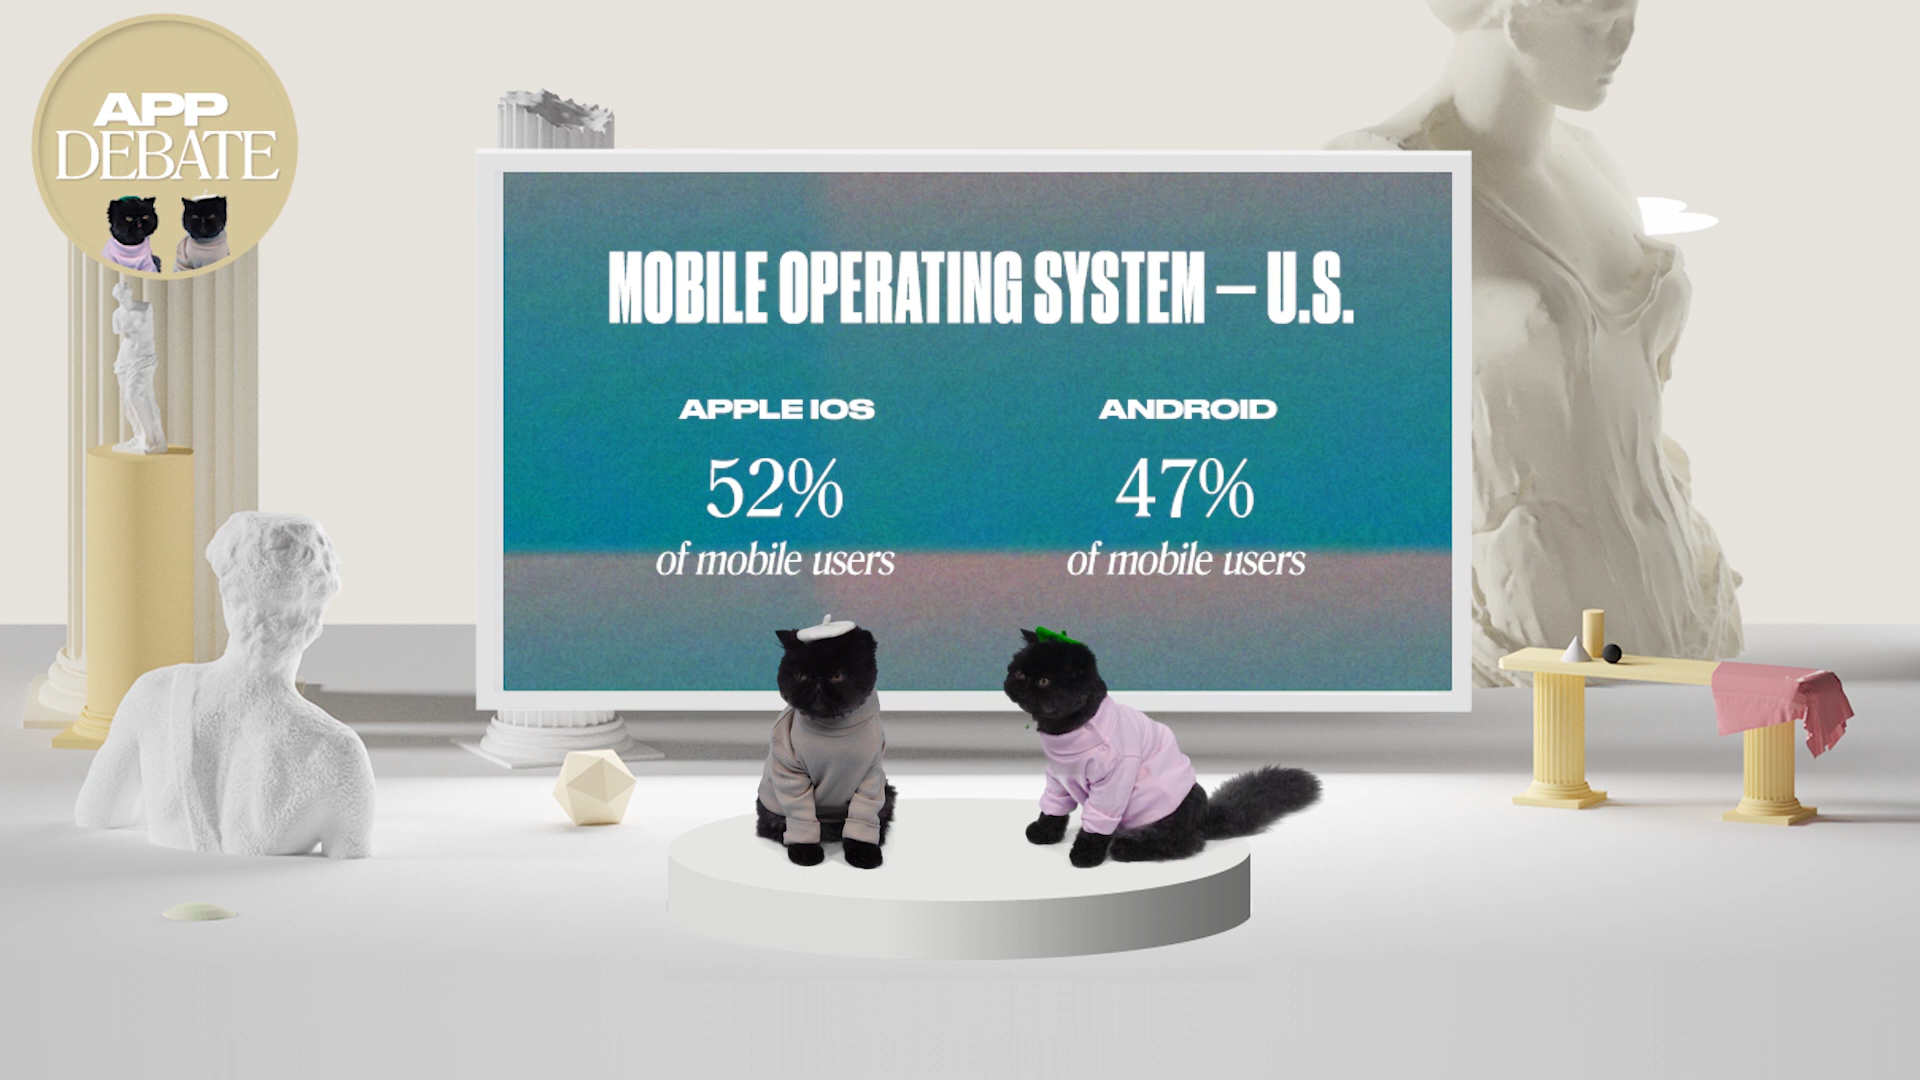 APP
DEBATE
MOBILE OPERATING SYSTEM – U.S.
APPLE IOS
ANDROID
52%
47%
of mobile users
of mobile users